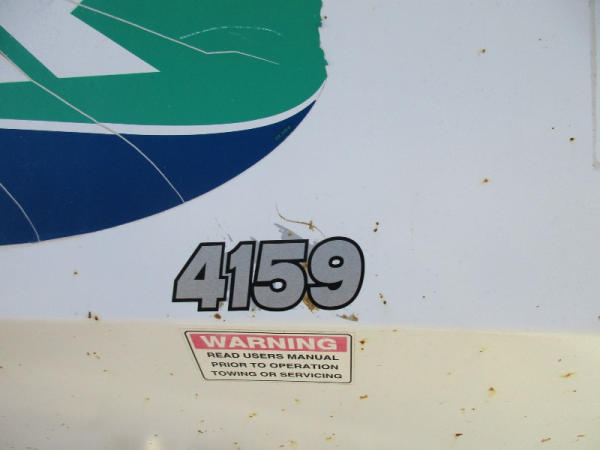 4159
WARNING
READ USERS MANUAL
PRIOR TO OPERATION
TOWING OR SERVICING